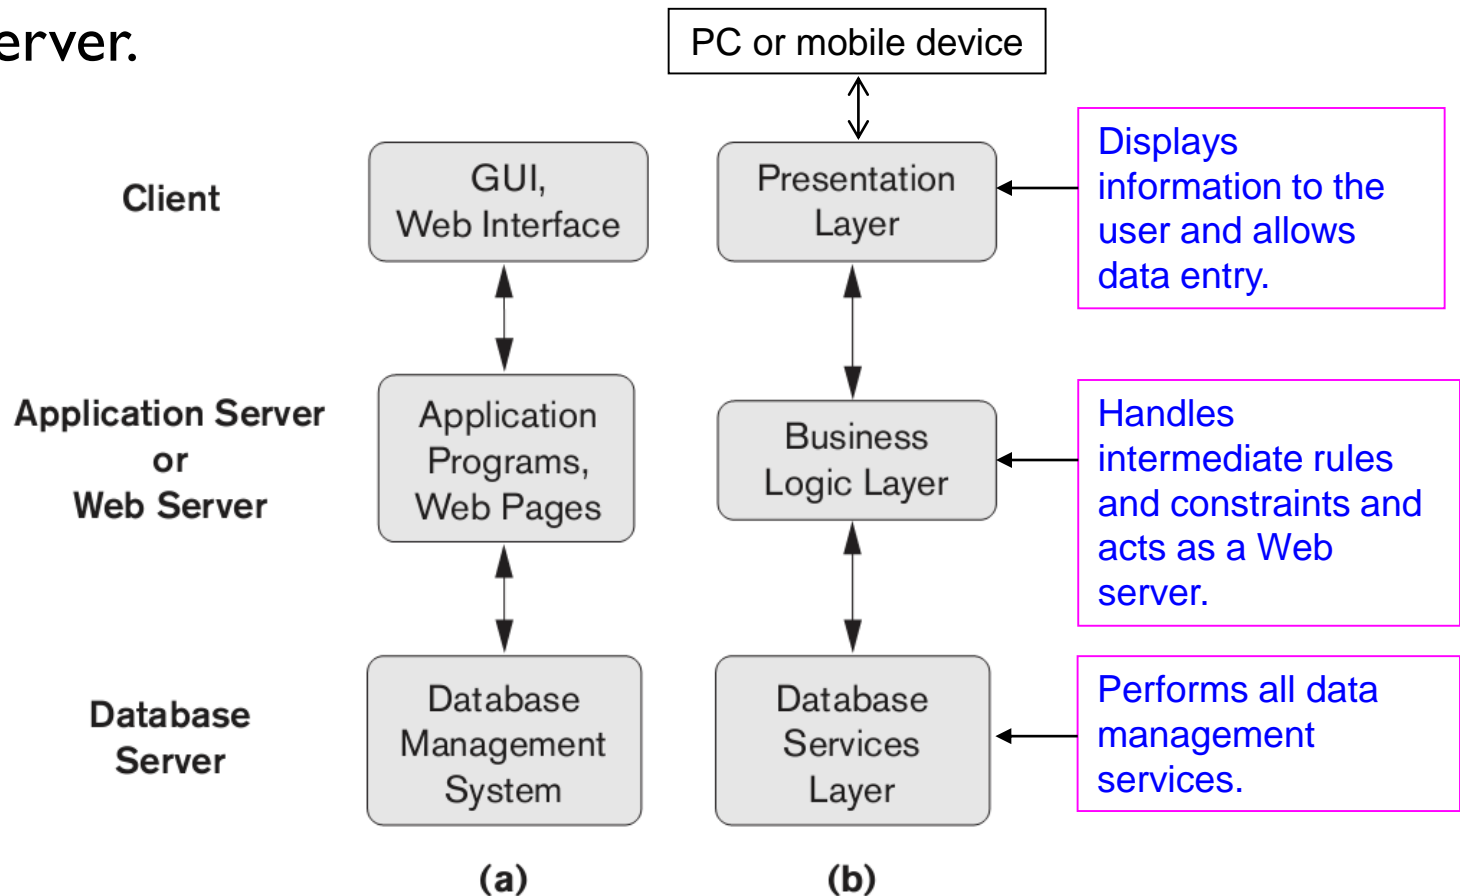 erver.
PC or mobile device
Client
GUI,
Web Interface
Presentation
Layer
Displays
information to the
user and allows
data entry.
Application Server
or
Web Server
Application
Programs,
Web Pages
Business
Logic Layer
Handles
intermediate rules
and constraints and
acts as a Web
server.
Database
Server
Database
Management
System
Database
Services
Layer
Performs all data
management
services.
(a)
(b)